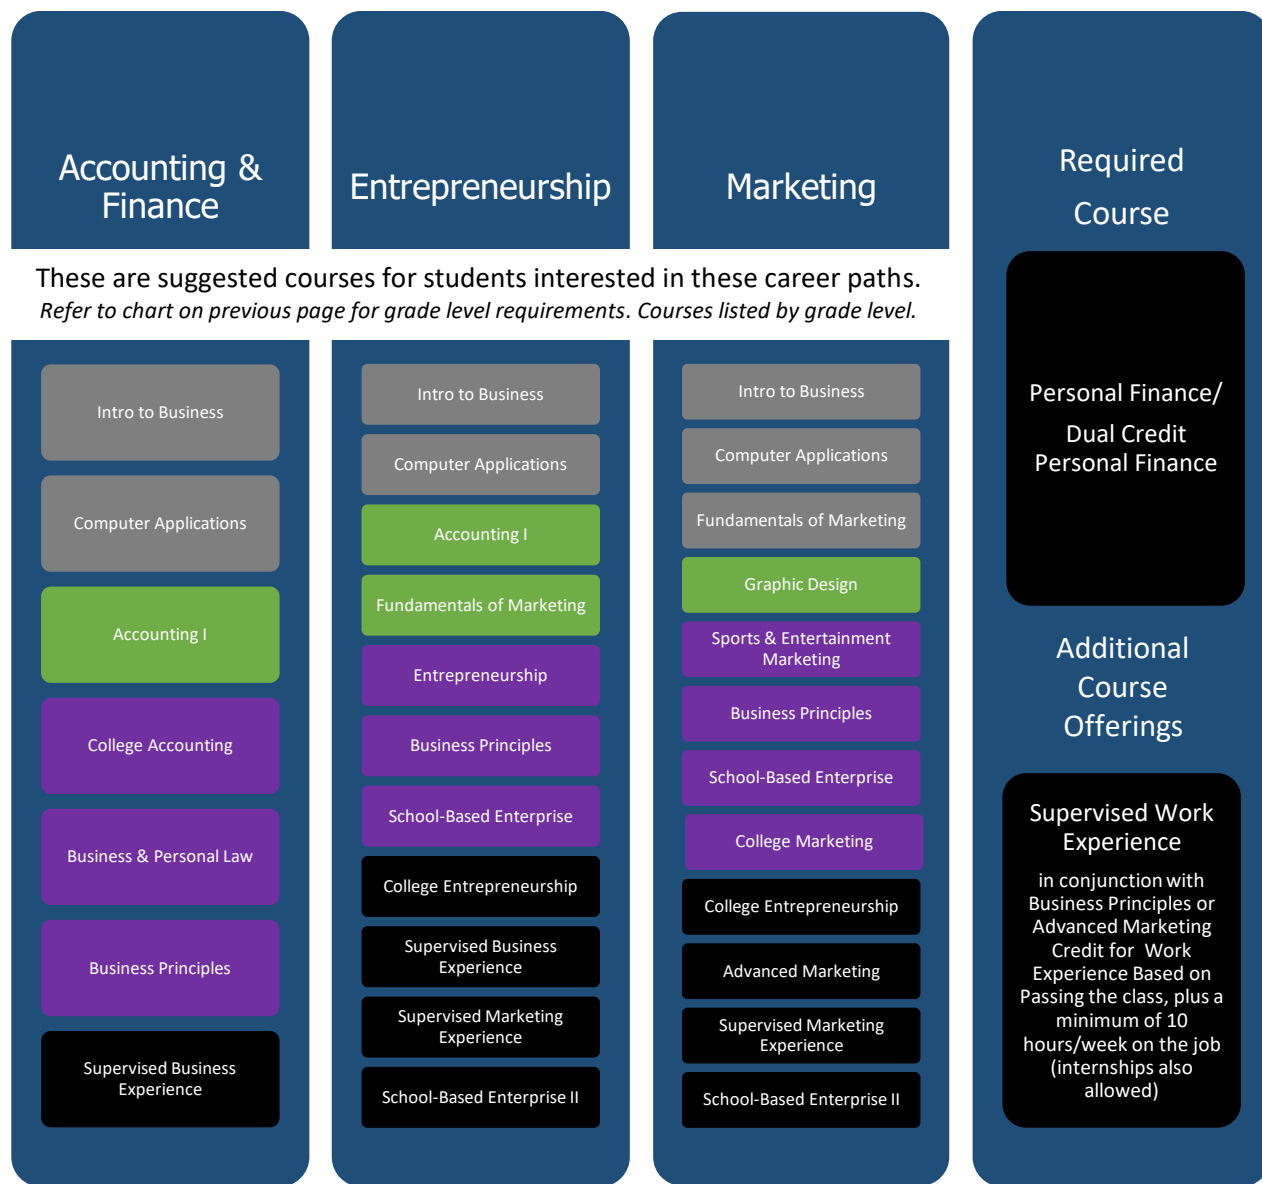 Accounting &
Finance
Entrepreneurship
Marketing
These are suggested courses for students interested in these career paths.
Refer to chart on previous page for grade level requirements. Courses listed by grade level.
Intro to Business
Computer Applications
Accounting I
College Accounting
Business & Personal Law
Business Principles
Supervised Business
Experience
Intro to Business
Computer Applications
Accounting I
Fundamentals of Marketing
Entrepreneurship
Business Principles
School-Based Enterprise
College Entrepreneurship
Supervised Business
Experience
Supervised Marketing
Experience
School-Based Enterprise II
Intro to Business
Computer Applications
Fundamentals of Marketing
Graphic Design
Sports & Entertainment
Marketing
Business Principles
School-Based Enterprise
College Marketing
College Entrepreneurship
Advanced Marketing
Supervised Marketing
Experience
School-Based Enterprise II
Required
Course
Personal Finance/
Dual Credit
Personal Finance
Additional
Course
Offerings
Supervised Work
Experience
in conjunction with
Business Principles or
Advanced Marketing
Credit for Work
Experience Based on
Passing the class, plus a
minimum of 10
hours/week on the job
(internships also
allowed)